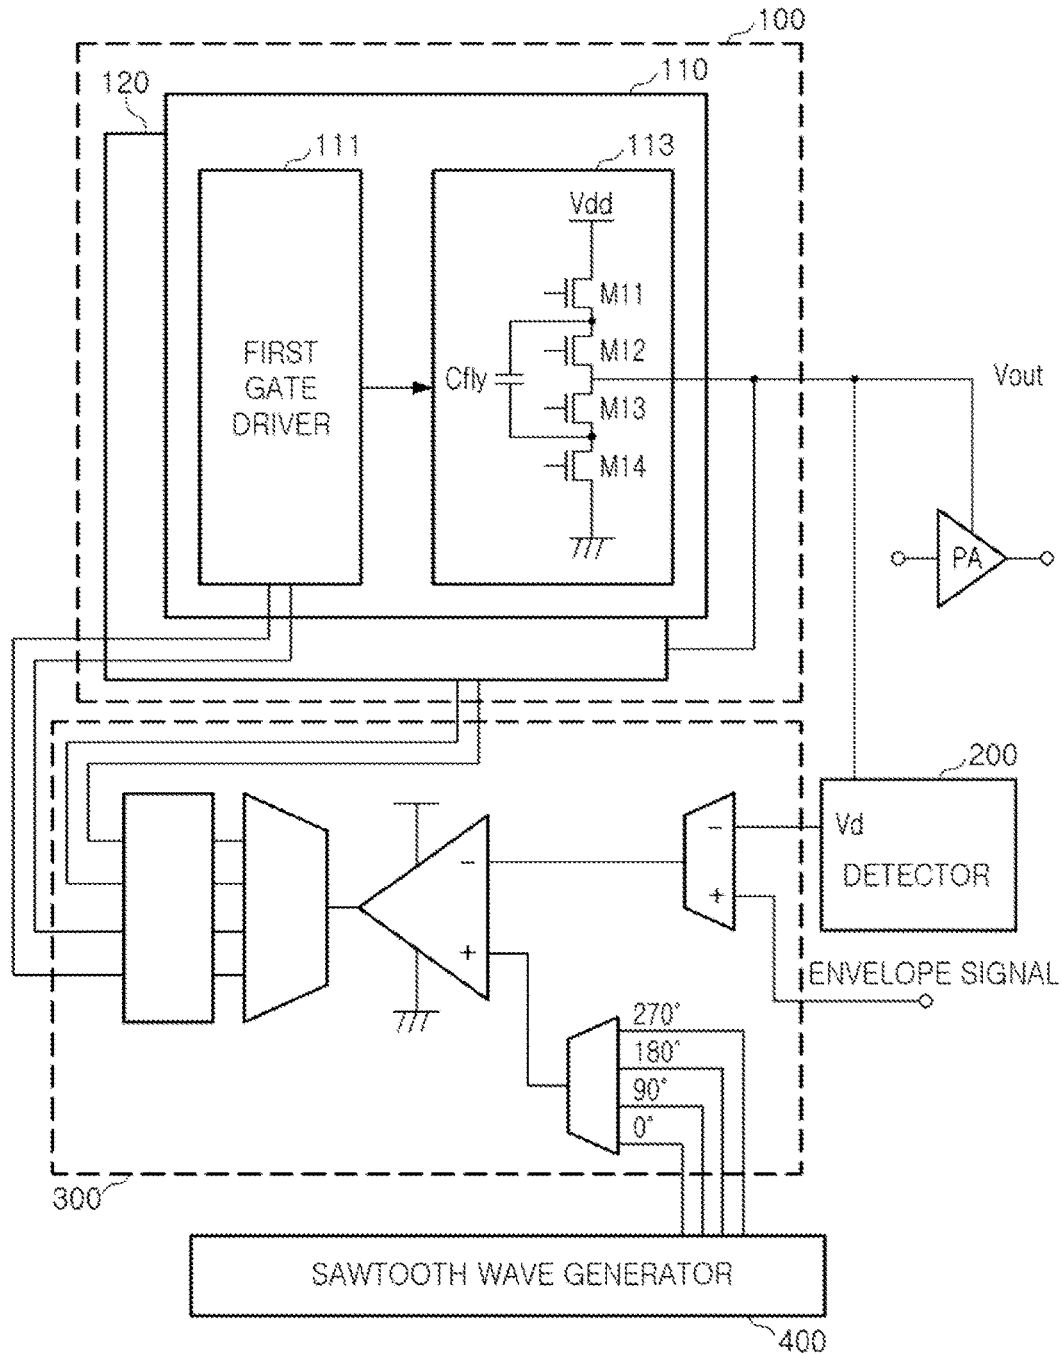 100
120
110
111
113
Vdd
M11
FIRST
GATE
DRIVER
M12
Cfly
Vout
M13
M14
PA
200
−
Vd
−
+
DETECTOR
+
ENVELOPE SIGNAL
270°
180°
90°
0°
300
SAWTOOTH WAVE GENERATOR
400